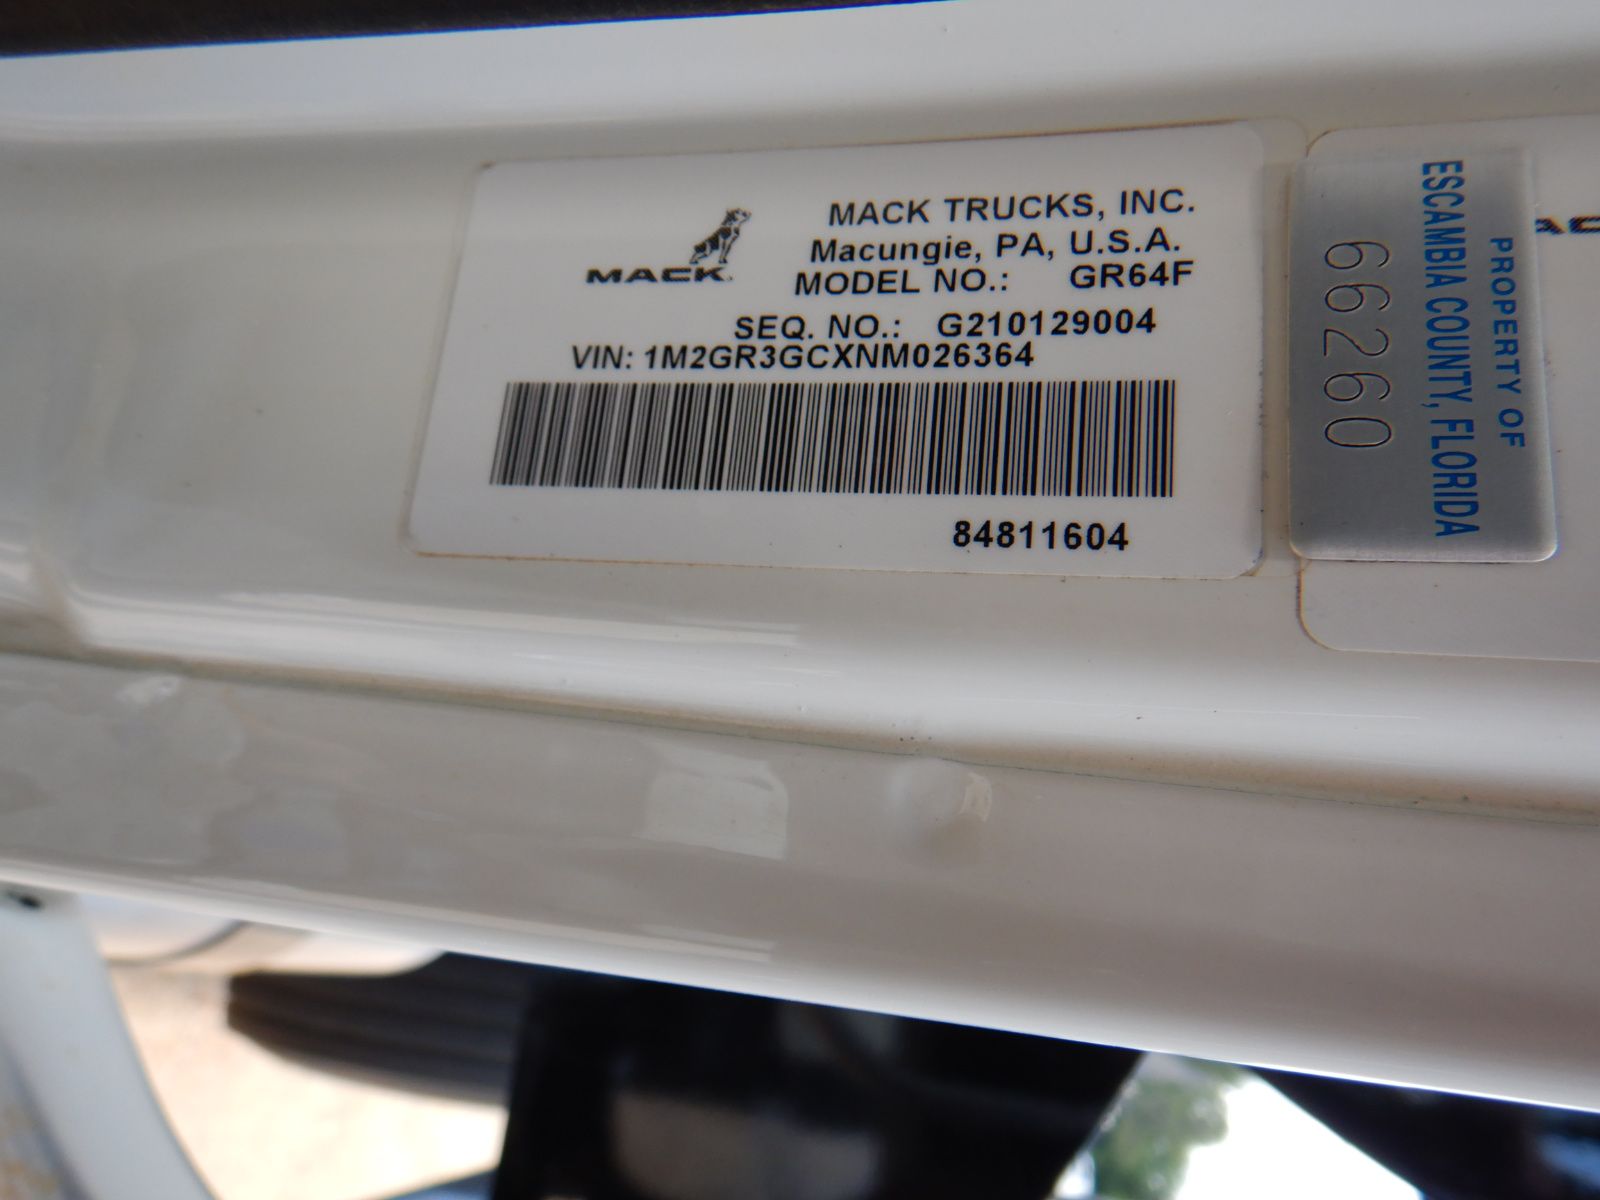 MACK
MACK TRUCKS, INC.
Macungie, PA, U.S.A.
MODEL NO.: GR64F
SEQ. NO.: G210129004
VIN: 1M2GR3GCXNM026364
84811604
PROPERTY OF
ESCAMBIA COUNTY, FLORIDA
66260